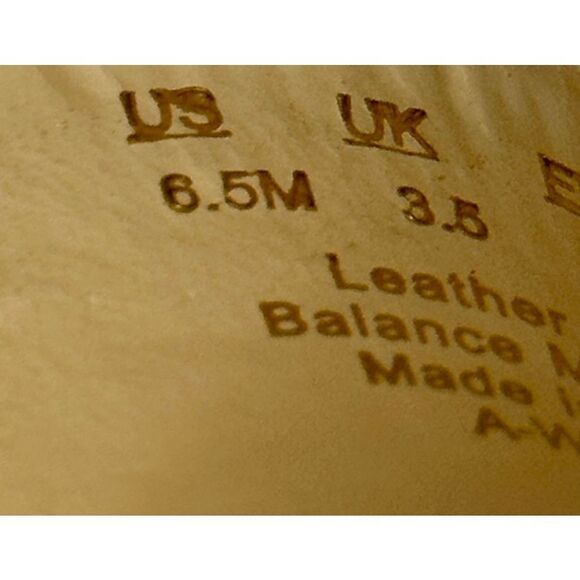 US UK E
6.5M 3.5
Leather
Balance M
Made i
A-W